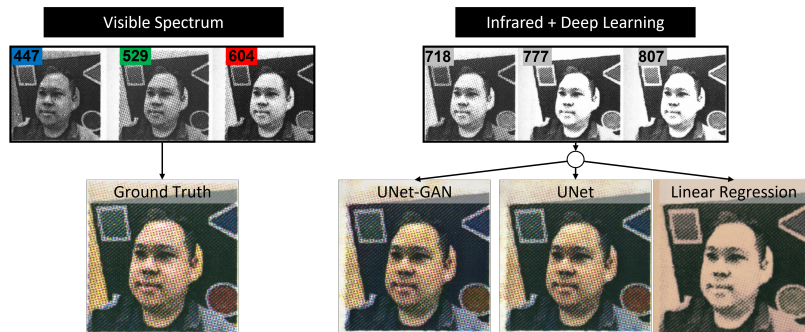 Visible Spectrum
Infrared + Deep Learning
447
529
604
718
777
807
Ground Truth
UNet-GAN
UNet
Linear Regression